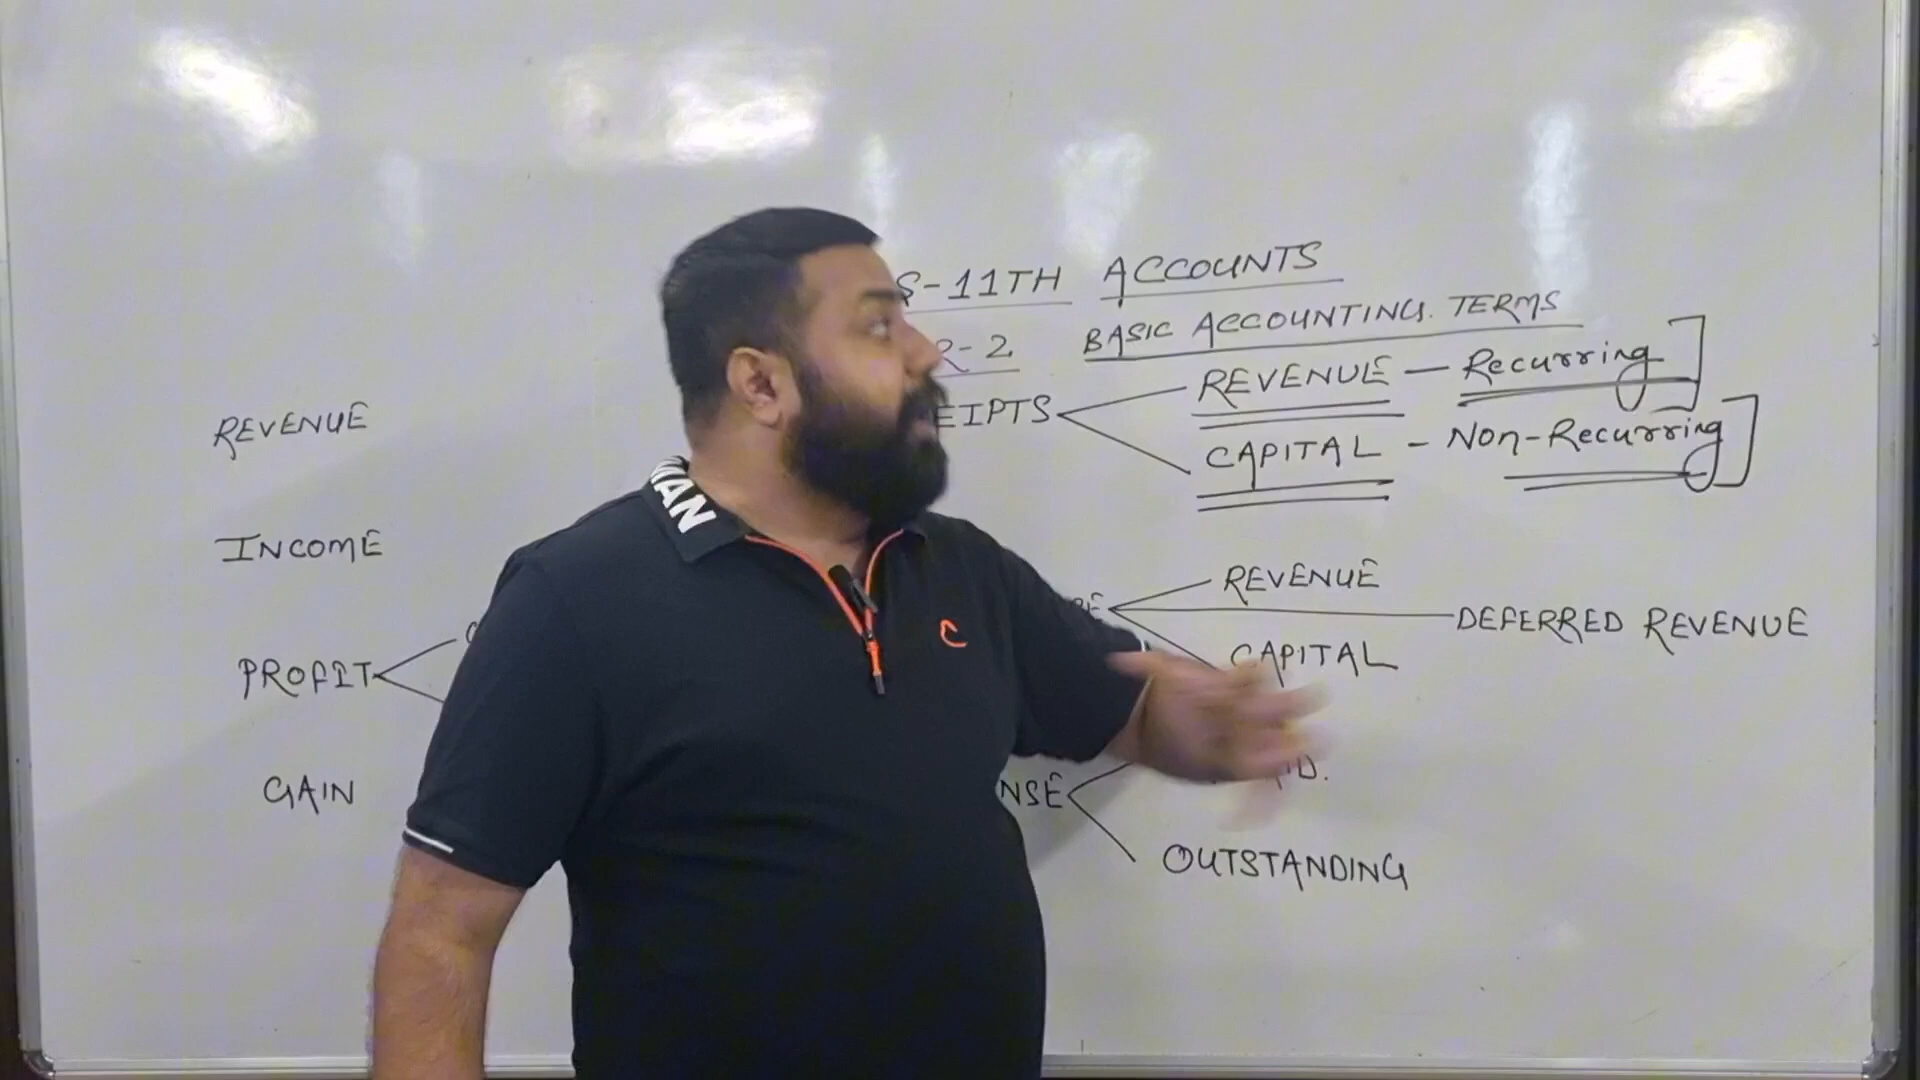 S-11TH ACCOUNTS
R-2 BASIC ACCOUNTING TERMS
EIPTS REVENUE - Recurring
CAPITAL - Non-Recurring
REVENUE
INCOME
PROFIT
GAIN
REVENUE
DEFERRED REVENUE
CAPITAL
NSE
OUTSTANDING
MAN